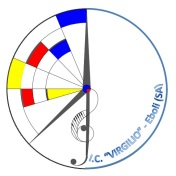 I.C. "VIRGILIO" - Eboli (SA)